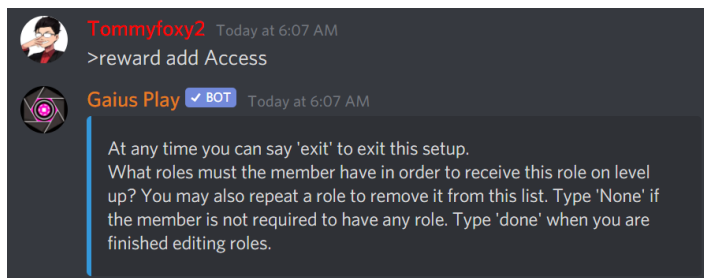 Tommyfoxy2 Today at 6:07 AM
>reward add Access
Gaius Play ✓ BOT Today at 6:07 AM
At any time you can say 'exit' to exit this setup.
What roles must the member have in order to receive this role on level
up? You may also repeat a role to remove it from this list. Type 'None' if
the member is not required to have any role. Type 'done' when you are
finished editing roles.